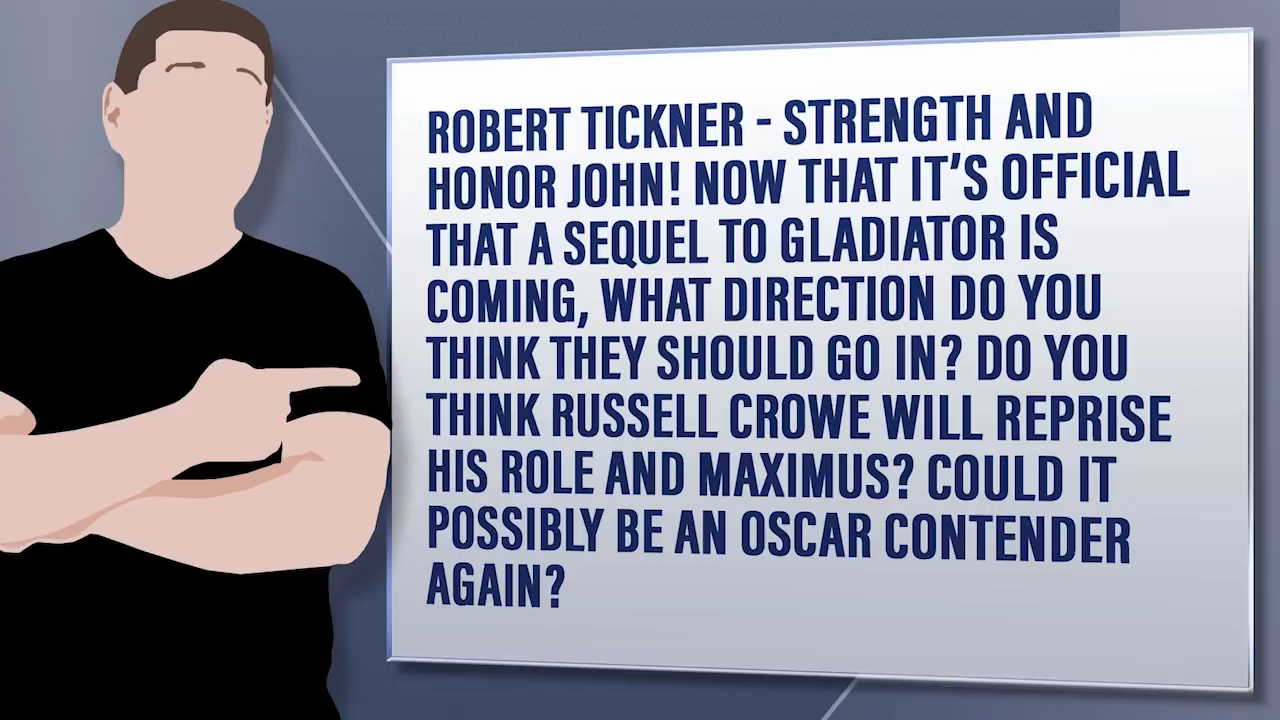 ROBERT TICKNER - STRENGTH AND
HONOR JOHN! NOW THAT IT'S OFFICIAL
THAT A SEQUEL TO GLADIATOR IS
COMING, WHAT DIRECTION DO YOU
THINK THEY SHOULD GO IN? DO YOU
THINK RUSSELL CROWE WILL REPRISE
HIS ROLE AND MAXIMUS? COULD IT
POSSIBLY BE AN OSCAR CONTENDER
AGAIN?